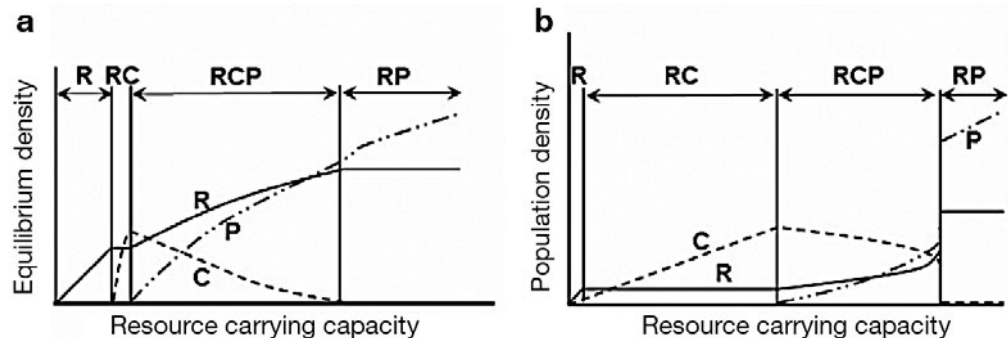 a
R RC RCP RP
Equilibrium density
R
P
C
Resource carrying capacity
b
R RC RCP RP
Population density
P
C
R
Resource carrying capacity